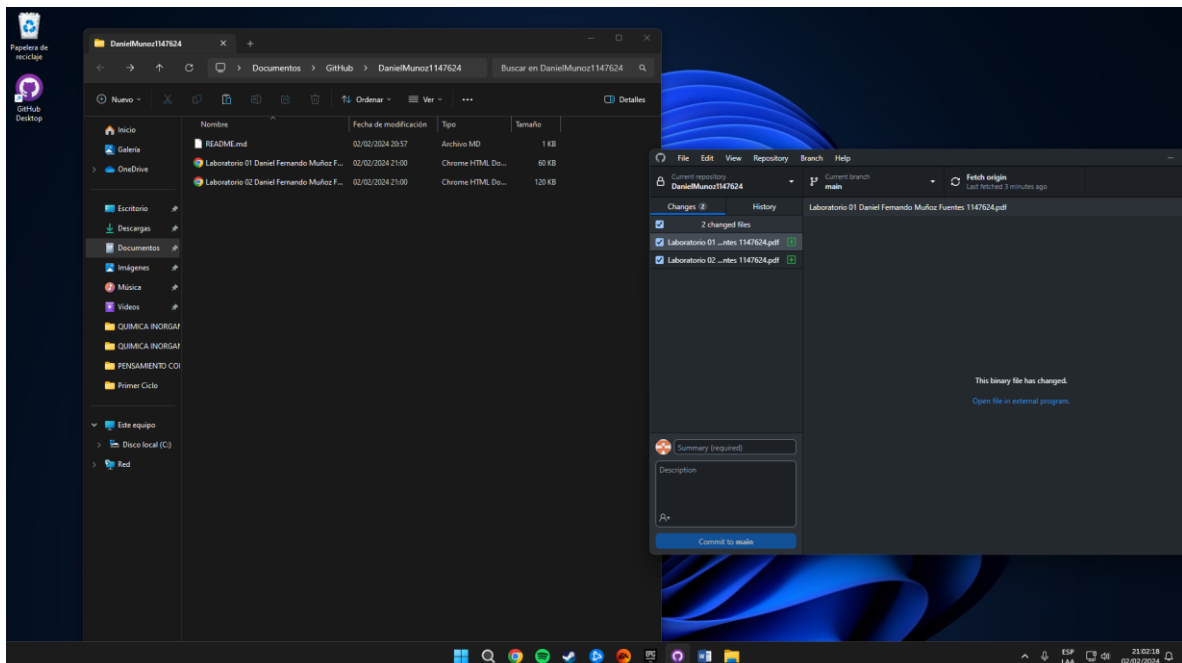 Papelera de
reciclaje
GitHub
Desktop
DanielMunoz1147624
Documentos > GitHub > DanielMunoz1147624
Buscar en DanielMunoz1147624
Nuevo
Ordenar
Ver
Detalles
Nombre
Fecha de modificación
Tipo
Tamaño
README.md 02/02/2024 20:57 Archivo MD 1 KB
Laboratorio 01 Daniel Fernando Muñoz F... 02/02/2024 21:00 Chrome HTML Do... 60 KB
Laboratorio 02 Daniel Fernando Muñoz F... 02/02/2024 21:00 Chrome HTML Do... 120 KB
Inicio
Galería
OneDrive
Escritorio
Descargas
Documentos
Imágenes
Música
Videos
QUIMICA INORGAN
QUIMICA INORGAN
PENSAMIENTO CO
Primer Ciclo
Este equipo
Disco local (C:)
Red
File Edit View Repository Branch Help
Current repository
DanielMunoz1147624
Current branch
main
Fetch origin
Last fetched 3 minutes ago
Changes 2
History
2 changed files
Laboratorio 01 ...ntes 1147624.pdf
Laboratorio 02 ...ntes 1147624.pdf
Laboratorio 01 Daniel Fernando Muñoz Fuentes 1147624.pdf
This binary file has changed.
Open file in external program.
Summary (required)
Description
Commit to main
ESP
LAA
21:02:18
02/02/2024